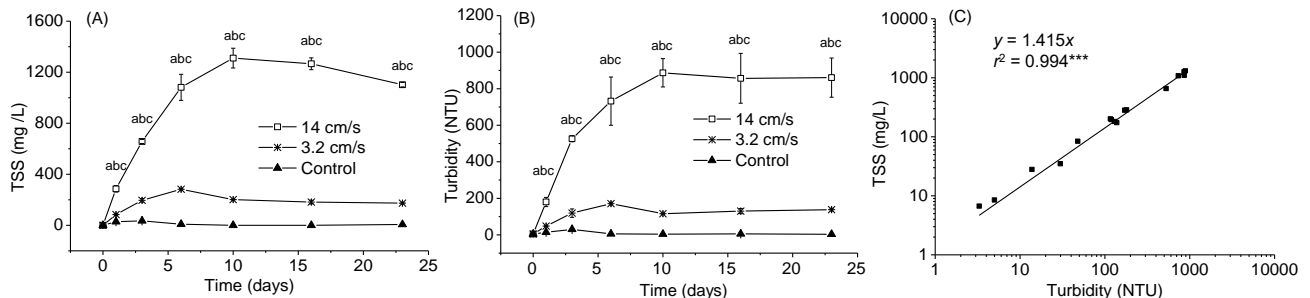 (A)
1600
1200
800
400
0
TSS (mg /L)
abc
abc
abc
abc
abc
abc
14 cm/s
3.2 cm/s
Control
0 5 10 15 20 25
Time (days)
(B)
1200
1000
800
600
400
200
0
Turbidity (NTU)
abc
abc
abc
abc
abc
abc
14 cm/s
3.2 cm/s
Control
0 5 10 15 20 25
Time (days)
(C)
10000
1000
100
10
1
TSS (mg/L)
y = 1.415x
r² = 0.994***
1 10 100 1000 10000
Turbidity (NTU)